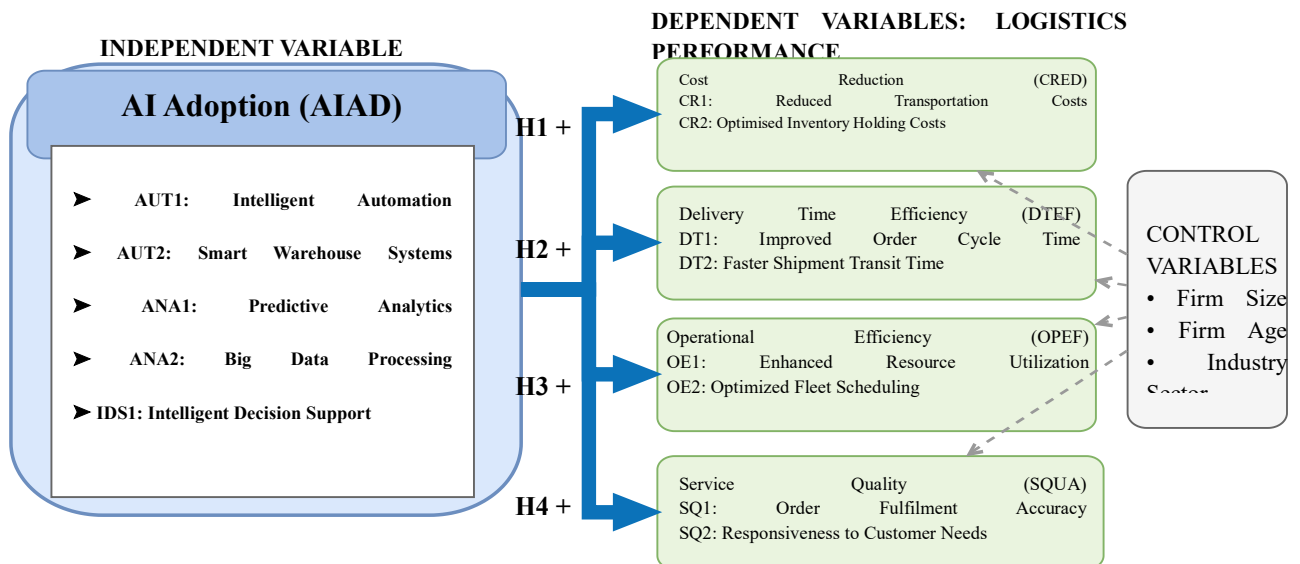 INDEPENDENT VARIABLE
AI Adoption (AIAD)
➤ AUT1: Intelligent Automation
➤ AUT2: Smart Warehouse Systems
➤ ANA1: Predictive Analytics
➤ ANA2: Big Data Processing
➤ IDS1: Intelligent Decision Support
H1 +
H2 +
H3 +
H4 +
DEPENDENT VARIABLES: LOGISTICS
PERFORMANCE
Cost Reduction (CRED)
CR1: Reduced Transportation Costs
CR2: Optimised Inventory Holding Costs
Delivery Time Efficiency (DTEF)
DT1: Improved Order Cycle Time
DT2: Faster Shipment Transit Time
Operational Efficiency (OPEF)
OE1: Enhanced Resource Utilization
OE2: Optimized Fleet Scheduling
Service Quality (SQUA)
SQ1: Order Fulfilment Accuracy
SQ2: Responsiveness to Customer Needs
CONTROL
VARIABLES
• Firm Size
• Firm Age
• Industry
Sector